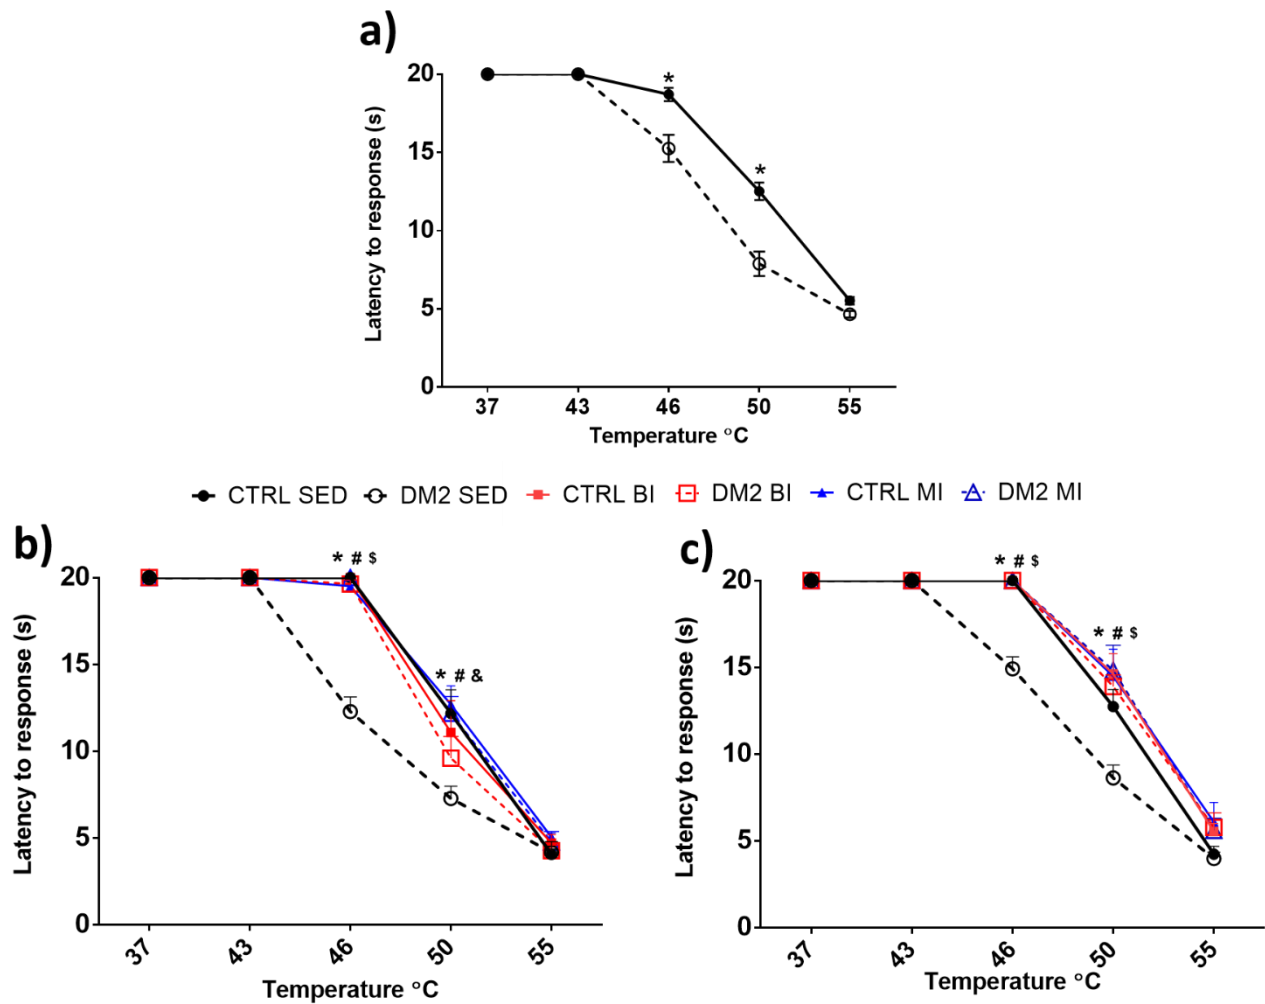 a)
Latency to response (s)
20
15
10
5
0
*
*
37 43 46 50 55
Temperature °C
CTRL SED DM2 SED CTRL BI DM2 BI CTRL MI DM2 MI
b)
Latency to response (s)
20
15
10
5
0
* # $
* # &
37 43 46 50 55
Temperature °C
c)
Latency to response (s)
20
15
10
5
0
* # $
* # $
37 43 46 50 55
Temperature °C